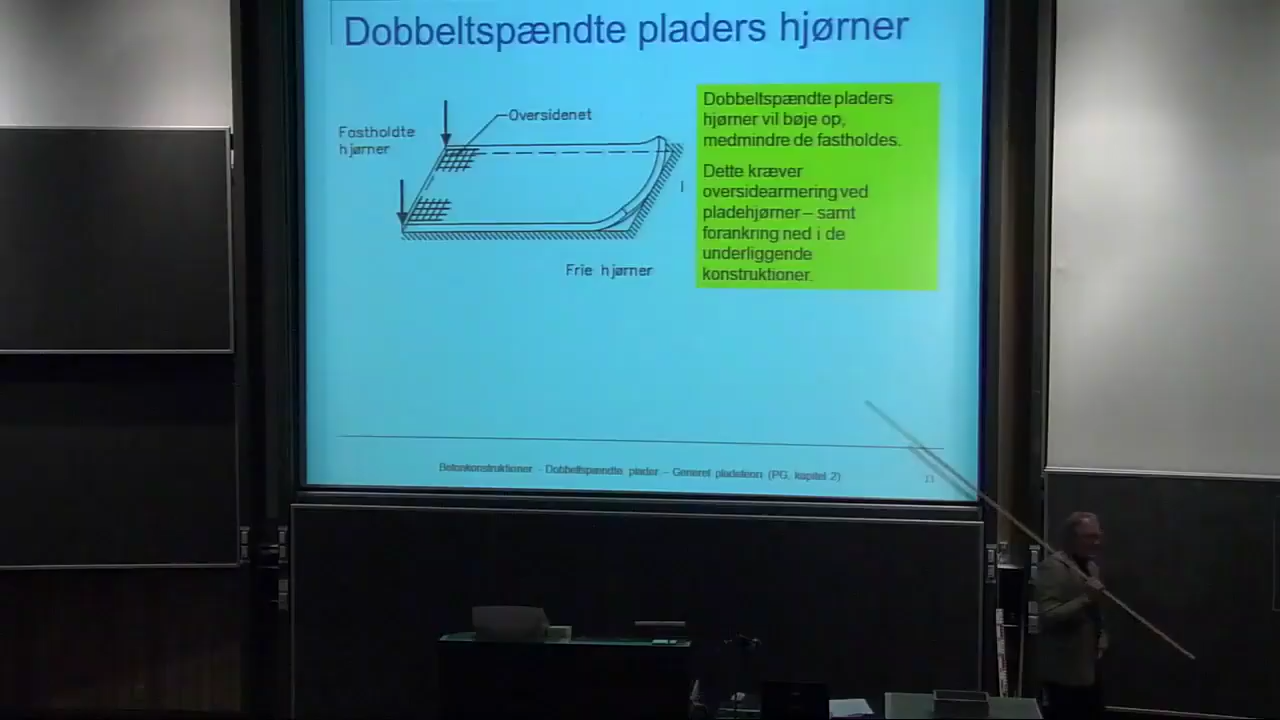 Dobbeltspændte pladers hjørner
Oversidenet
Fastholdte
hjørner
Frie hjørner
Dobbeltspændte pladers
hjørner vil bøje op,
medmindre de fastholdes.
Dette kræver
oversidearmering ved
pladehjørner – samt
forankring ned i de
underliggende
konstruktioner.
Betonkonstruktioner - Dobbeltspændte plader – Generel pladeteori (PG, kapitel 2)
13